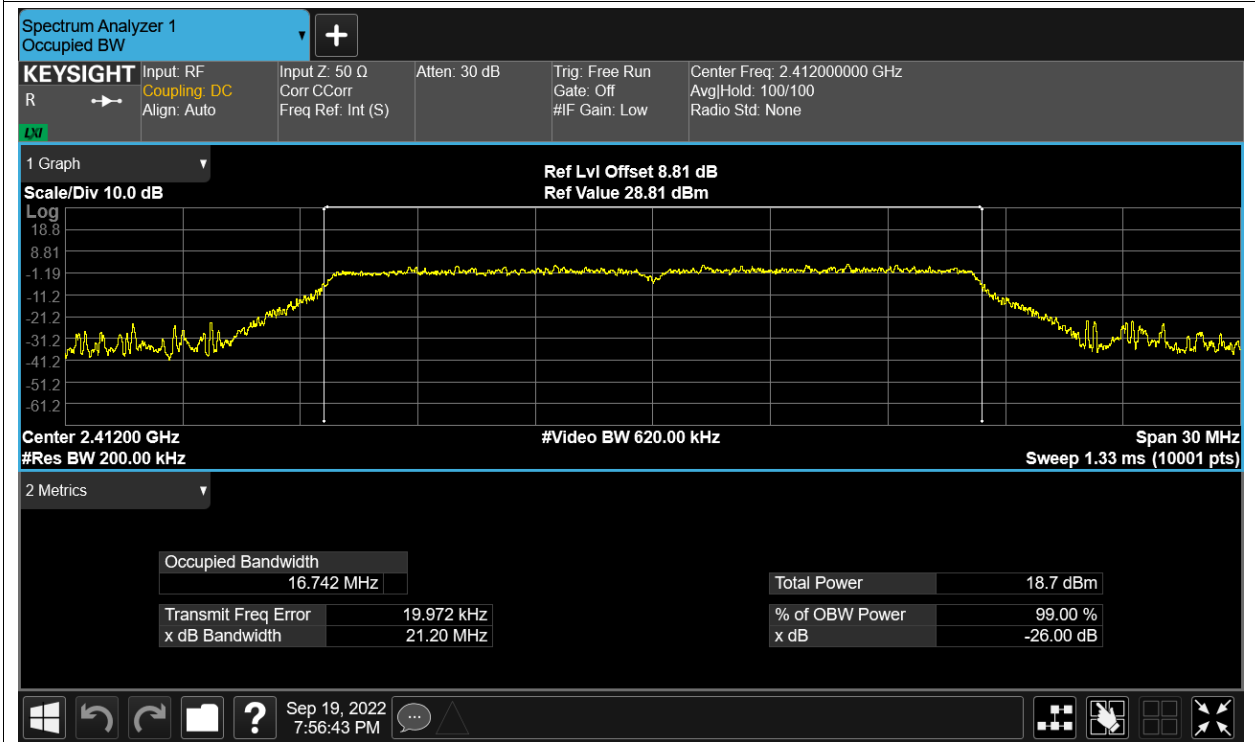 Spectrum Analyzer 1
Occupied BW
KEYSIGHT
R
LXI
Input: RF
Coupling: DC
Align: Auto
Input Z: 50 Ω
Corr CCorr
Freq Ref: Int (S)
Atten: 30 dB
Trig: Free Run
Gate: Off
#IF Gain: Low
Center Freq: 2.412000000 GHz
Avg|Hold: 100/100
Radio Std: None
1 Graph
Scale/Div 10.0 dB
Ref Lvl Offset 8.81 dB
Ref Value 28.81 dBm
Log
18.8
8.81
-1.19
-11.2
-21.2
-31.2
-41.2
-51.2
-61.2
Center 2.41200 GHz
#Video BW 620.00 kHz
Span 30 MHz
#Res BW 200.00 kHz
Sweep 1.33 ms (10001 pts)
2 Metrics
Occupied Bandwidth
16.742 MHz
Total Power 18.7 dBm
Transmit Freq Error 19.972 kHz
% of OBW Power 99.00 %
x dB Bandwidth 21.20 MHz
x dB -26.00 dB
?
Sep 19, 2022
7:56:43 PM